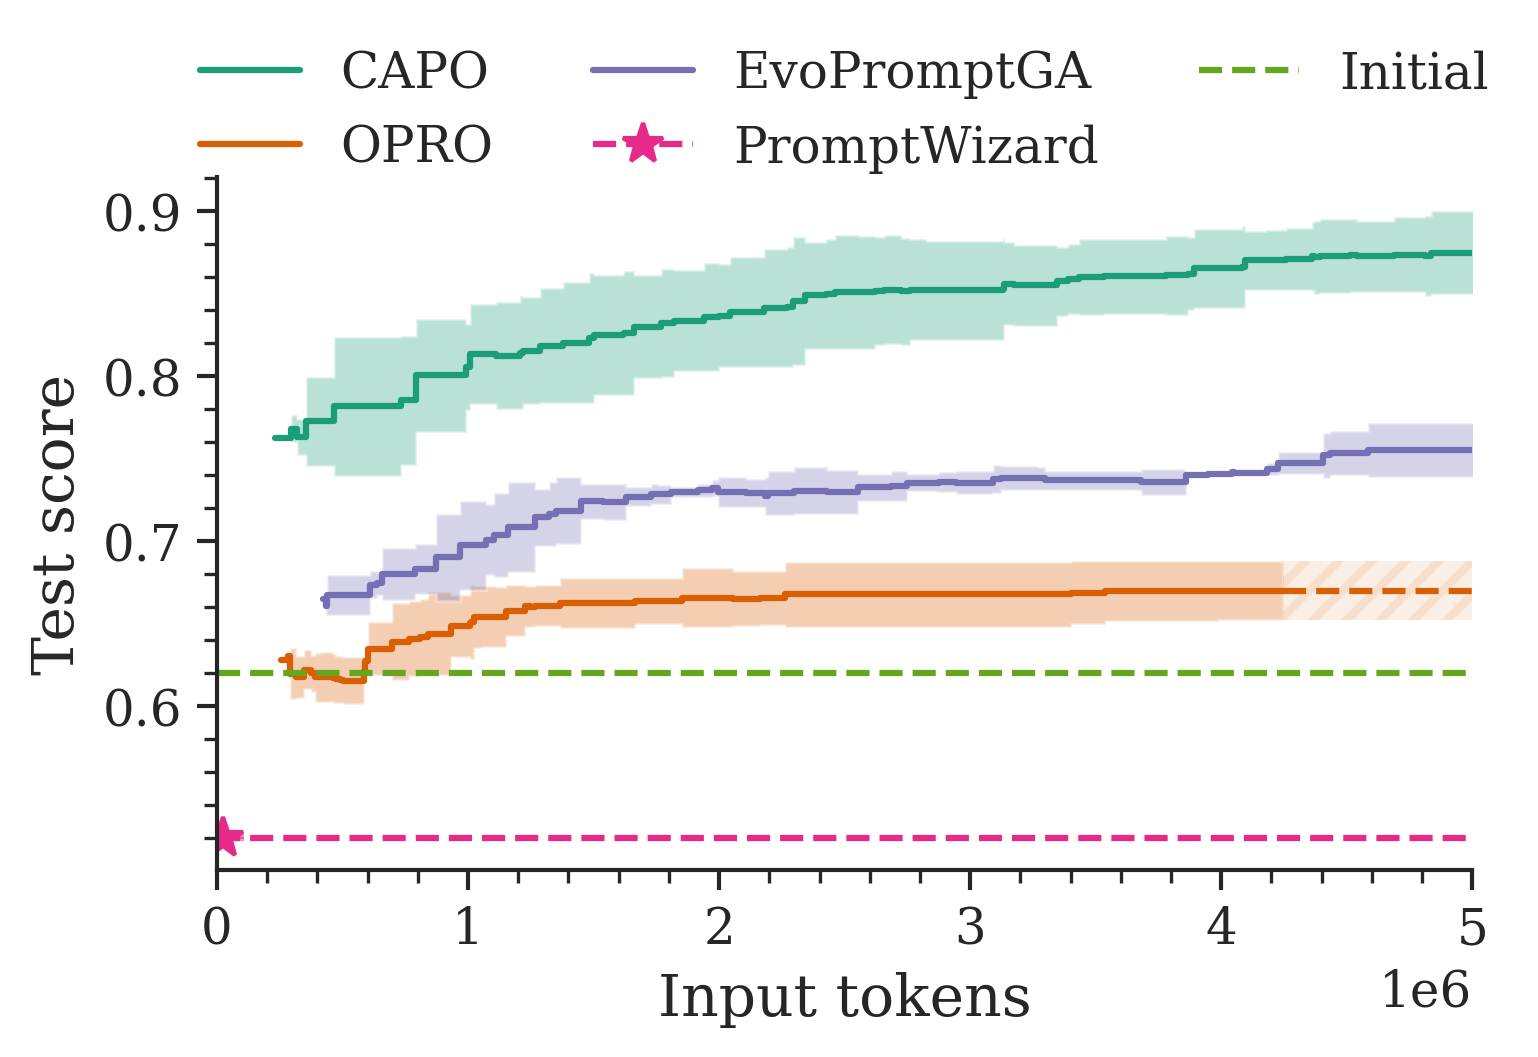 CAPO EvoPromptGA Initial
OPRO PromptWizard
0.9
0.8
0.7
0.6
Test score
0 1 2 3 4 5
1e6
Input tokens